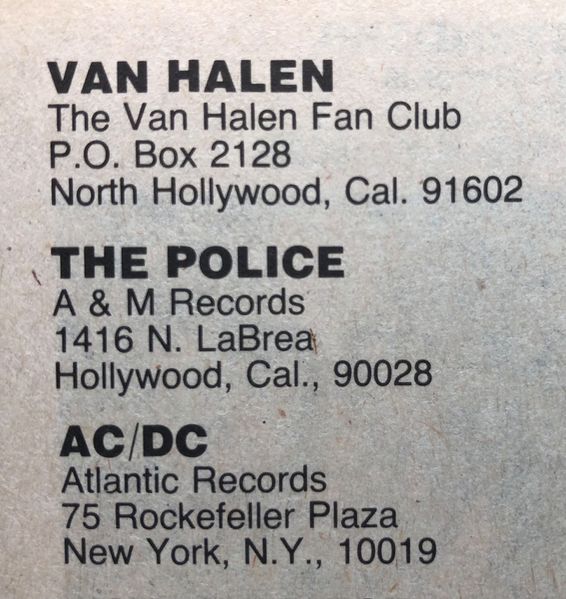 VAN HALEN
The Van Halen Fan Club
P.O. Box 2128
North Hollywood, Cal. 91602
THE POLICE
A & M Records
1416 N. LaBrea
Hollywood, Cal., 90028
AC/DC
Atlantic Records
75 Rockefeller Plaza
New York, N.Y., 10019